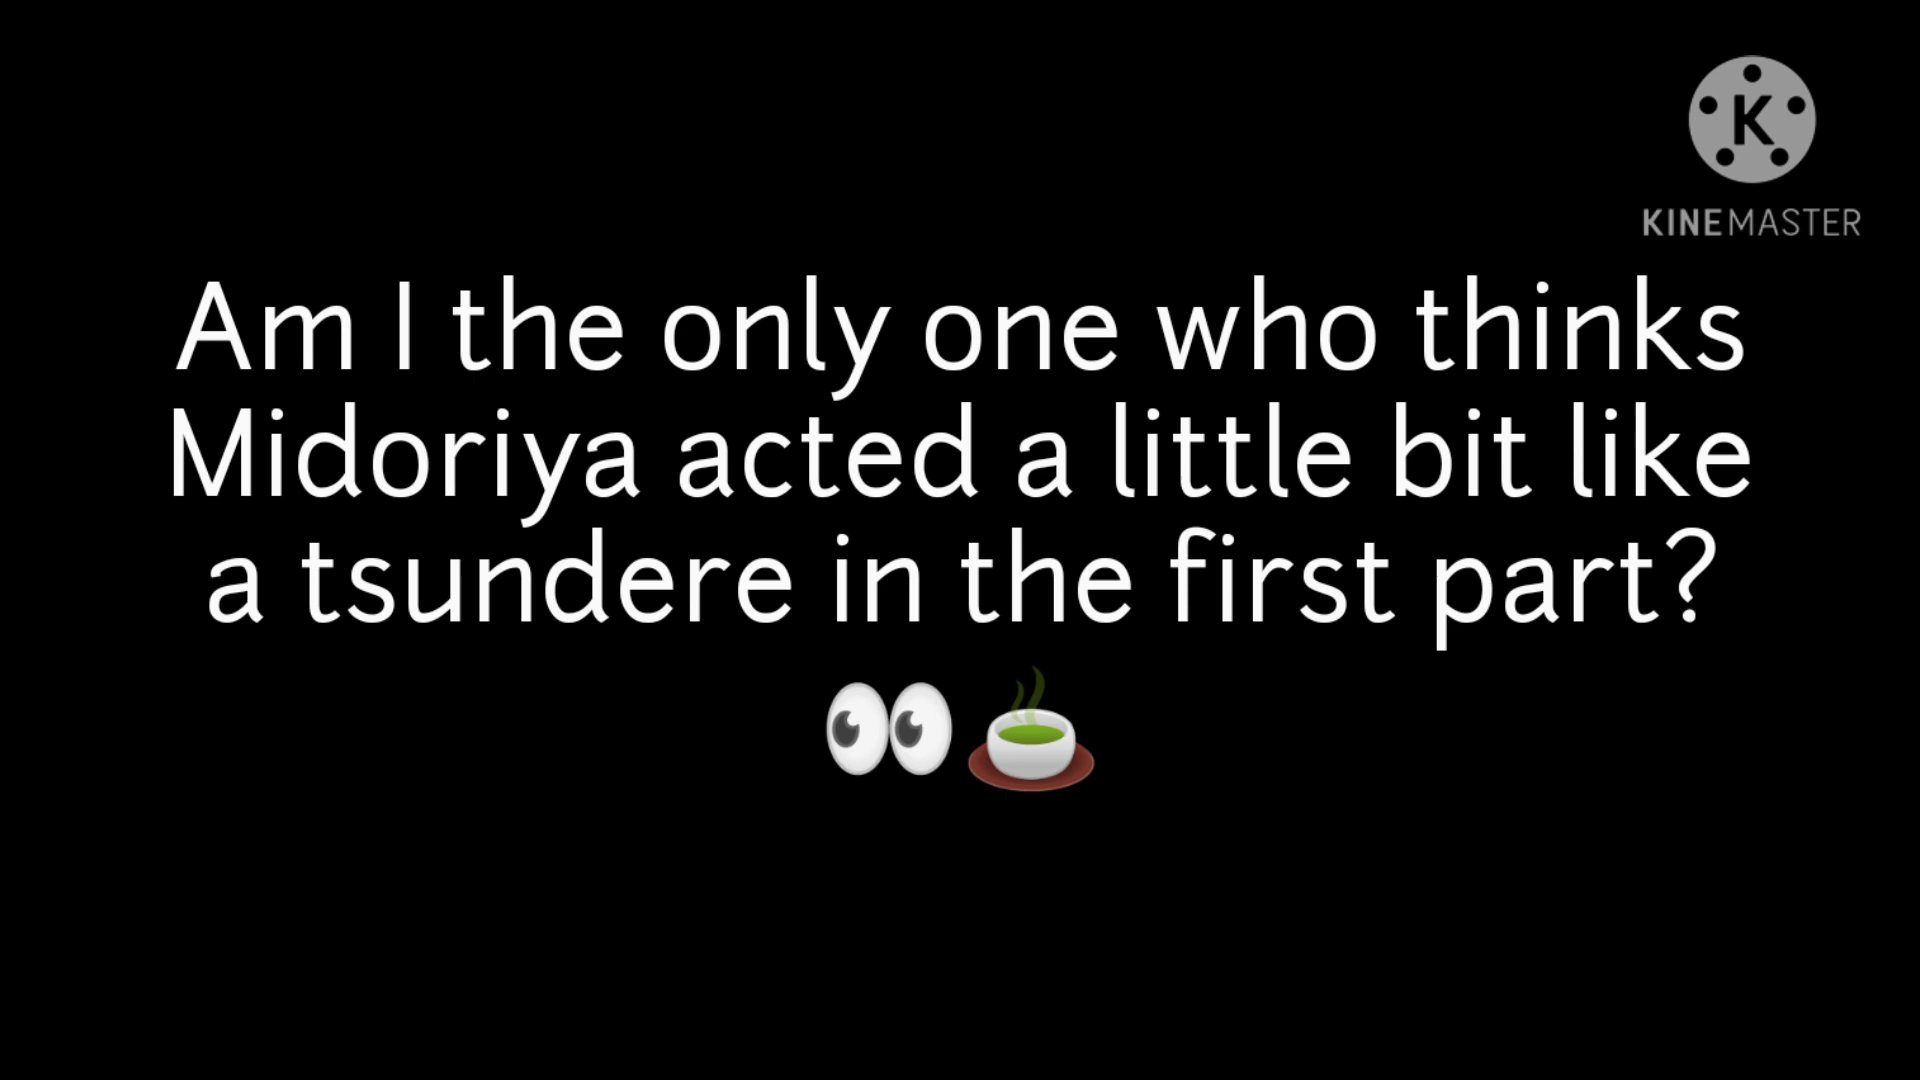 K
KINEMASTER
Am I the only one who thinks
Midoriya acted a little bit like
a tsundere in the first part?
👀🍵